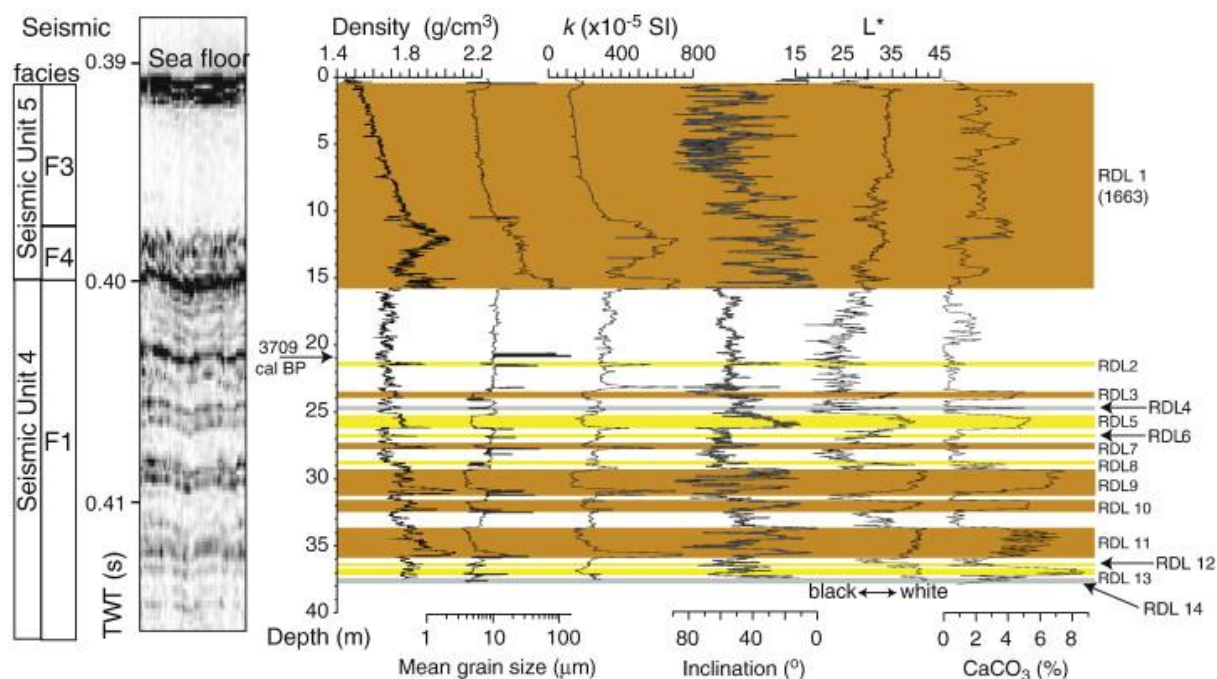 Seismic
facies
Seismic Unit 5
F3
F4
Seismic Unit 4
F1
0.39
0.40
0.41
TWT (s)
Sea floor
Density (g/cm³) k (x10⁻⁵ SI) L*
1.4 1.8 2.2 0 400 800 15 25 35 45
0
5
10
15
20
25
30
35
40
3709
cal BP
RDL 1
(1663)
RDL2
RDL3
RDL4
RDL5
RDL6
RDL7
RDL8
RDL9
RDL 10
RDL 11
RDL 12
RDL 13
RDL 14
black ↔ white
Depth (m) 1 10 100 80 40 0 0 2 4 6 8
Mean grain size (μm) Inclination (°) CaCO₃ (%)